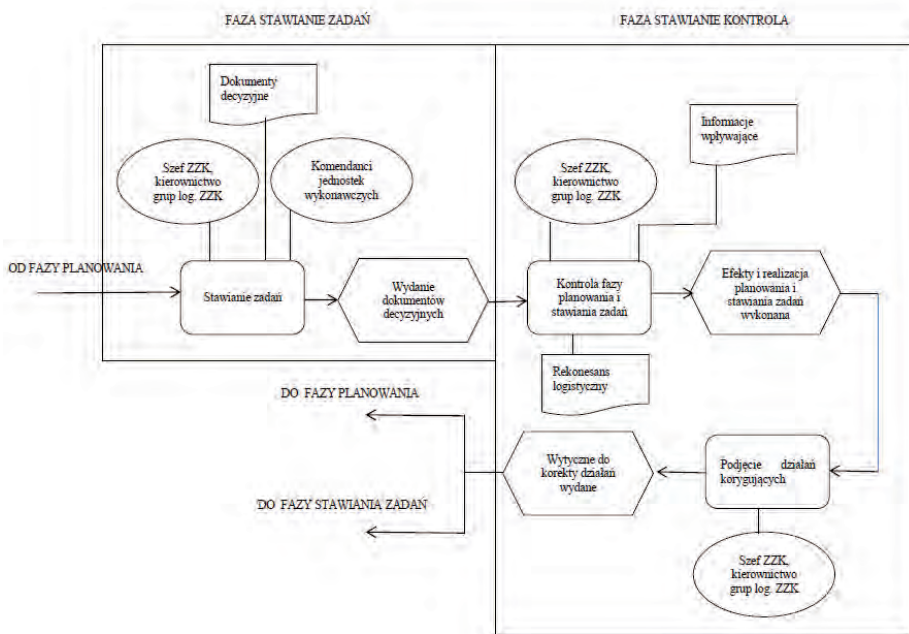 FAZA STAWIANIE ZADAŃ
FAZA STAWIANIE KONTROLA
Dokumenty
decyzyjne
Szef ZZK,
kierownictwo
grup log. ZZK
Komendanci
jednostek
wykonawczych
OD FAZY PLANOWANIA
Stawianie zadań
Wydanie
dokumentów
decyzyjnych
Informacje
wpływające
Szef ZZK,
kierownictwo
grup log. ZZK
Kontrola fazy
planowania i
stawiania zadań
Efekty i realizacja
planowania i
stawiania zadań
wykonana
Rekonesans
logistyczny
DO FAZY PLANOWANIA
Wytyczne do
korekty działań
wydane
Podjęcie działań
korygujących
DO FAZY STAWIANIA ZADAŃ
Szef ZZK,
kierownictwo
grup log. ZZK